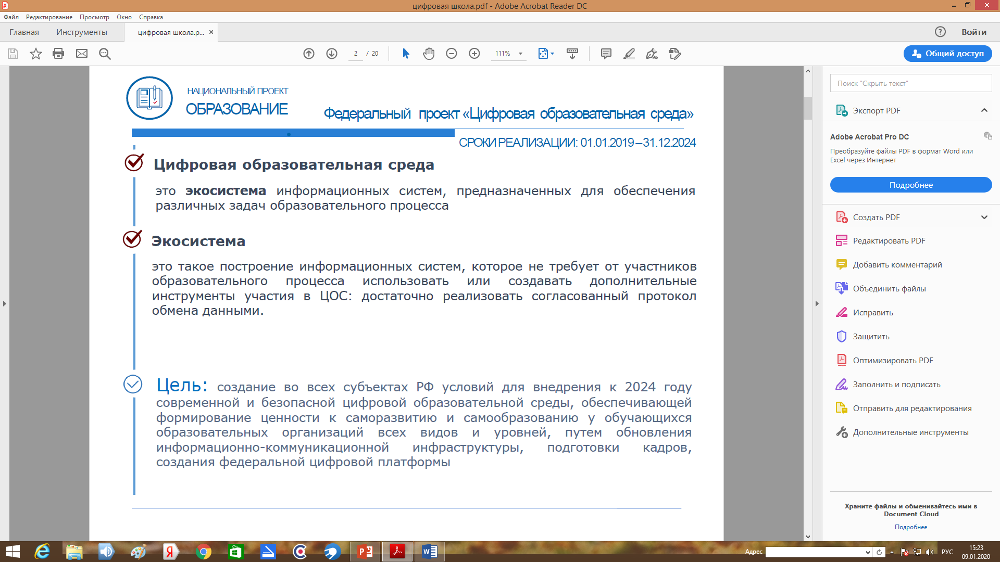 цифровая школа.pdf - Adobe Acrobat Reader DC
Файл Редактирование Просмотр Окно Справка
Главная Инструменты цифровая школа.р... × Войти
2 / 20 111% Общий доступ
НАЦИОНАЛЬНЫЙ ПРОЕКТ
ОБРАЗОВАНИЕ
Федеральный проект «Цифровая образовательная среда»
СРОКИ РЕАЛИЗАЦИИ: 01.01.2019 – 31.12.2024
Цифровая образовательная среда
это экосистема информационных систем, предназначенных для обеспечения
различных задач образовательного процесса
Экосистема
это такое построение информационных систем, которое не требует от участников
образовательного процесса использовать или создавать дополнительные
инструменты участия в ЦОС: достаточно реализовать согласованный протокол
обмена данными.
Цель: создание во всех субъектах РФ условий для внедрения к 2024 году
современной и безопасной цифровой образовательной среды, обеспечивающей
формирование ценности к саморазвитию и самообразованию у обучающихся
образовательных организаций всех видов и уровней, путем обновления
информационно-коммуникационной инфраструктуры, подготовки кадров,
создания федеральной цифровой платформы
Поиск "Скрыть текст"
Экспорт PDF
Adobe Acrobat Pro DC
Преобразуйте файлы PDF в формат Word или
Excel через Интернет
Подробнее
Создать PDF
Редактировать PDF
Добавить комментарий
Объединить файлы
Исправить
Защитить
Оптимизировать PDF
Заполнить и подписать
Отправить для редактирования
Дополнительные инструменты
Храните файлы и обменивайтесь ими в
Document Cloud
Подробнее
Адрес РУС
15:23
09.01.2020